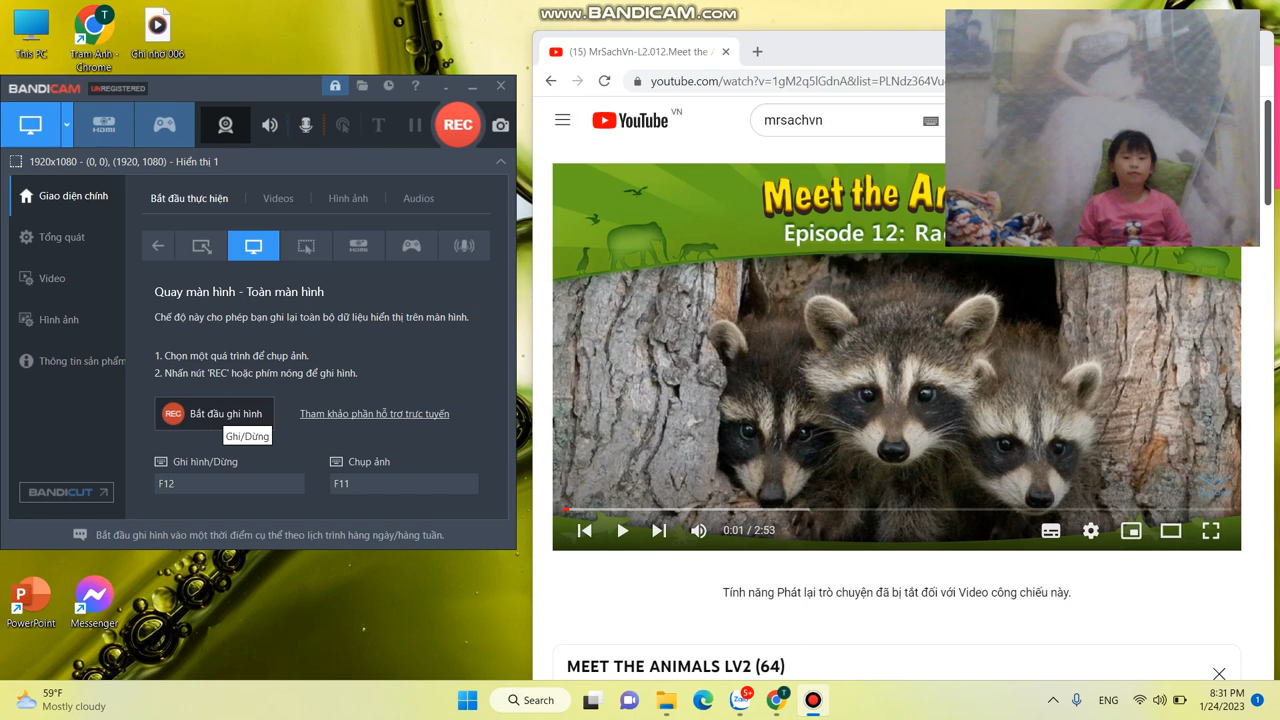 This PC
Tram Anh -
Chrome
Chi nhớ 006
www.BANDICAM.com
BANDICAM UNREGISTERED
HDMI
T
REC
1920x1080 - (0, 0), (1920, 1080) - Hiển thị 1
Giao diện chính
Tổng quát
Video
Hình ảnh
Thông tin sản phẩm
BANDICUT
Bắt đầu thực hiện
Videos
Hình ảnh
Audios
HDMI
Quay màn hình - Toàn màn hình
Chế độ này cho phép bạn ghi lại toàn bộ dữ liệu hiển thị trên màn hình.
1. Chọn một quá trình để chụp ảnh.
2. Nhấn nút 'REC' hoặc phím nóng để ghi hình.
REC Bắt đầu ghi hình
Tham khảo phần hỗ trợ trực tuyến
Ghi/Dừng
Ghi hình/Dừng
Chụp ảnh
F12
F11
Bắt đầu ghi hình vào một thời điểm cụ thể theo lịch trình hàng ngày/hàng tuần.
PowerPoint
Messenger
(15) MrSachVn-L2.012.Meet the
youtube.com/watch?v=1gM2q5lGdnA&list=PLNdz364Vu
YouTube VN
mrsachvn
Meet the
Episode 12:
0:01 / 2:53
Tính năng Phát lại trò chuyện đã bị tắt đối với Video công chiếu này.
MEET THE ANIMALS LV2 (64)
59°F
Mostly cloudy
Search
Zalo
5+
T
ENG
8:31 PM
1/24/2023
1